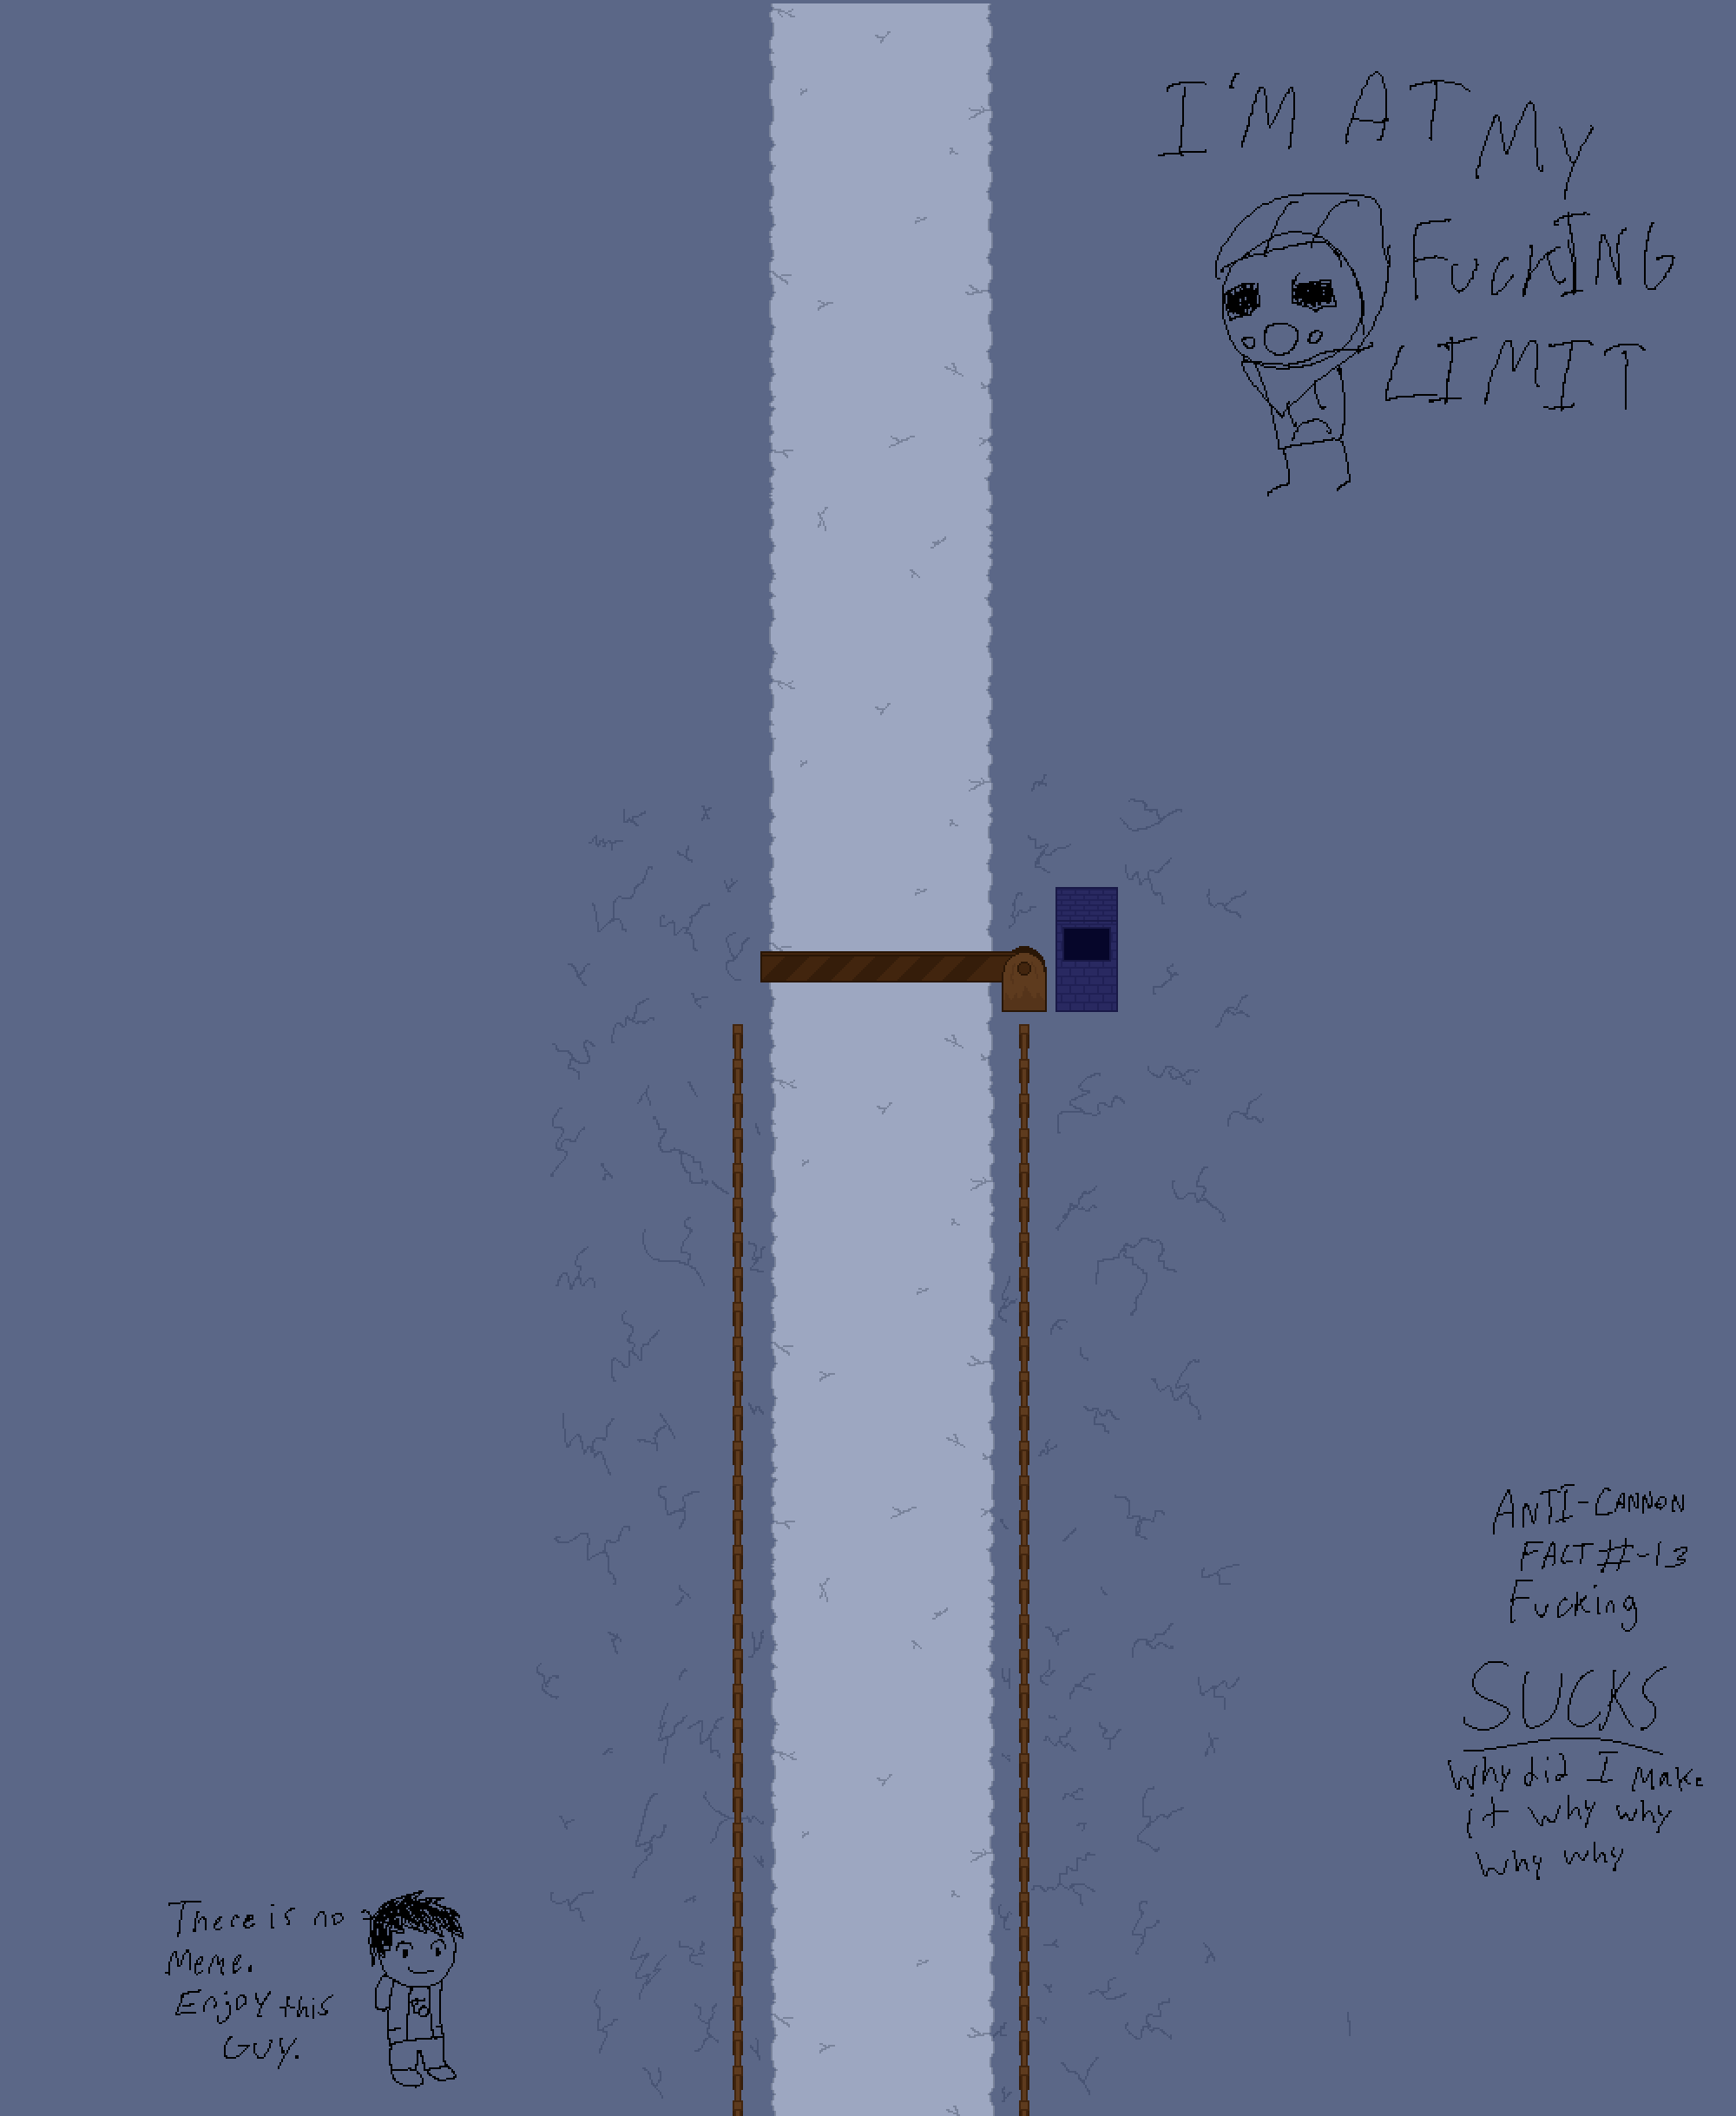 I'M AT MY
FucKING
LIMIT
ANTI-CANNON
FACT #-13
Fucking
SUCKS
Why did I make
it why why
why why
There is no
Meme.
Enjoy this
GUY.